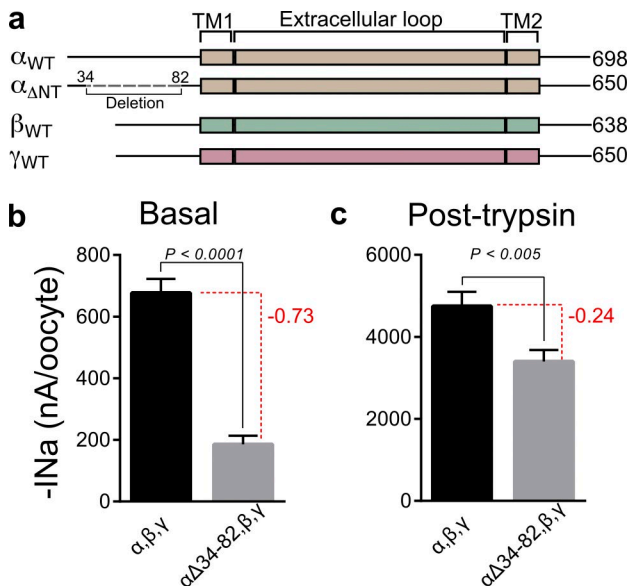 a
TM1 Extracellular loop TM2
αWT 698
αΔNT 34 82 650
Deletion
βWT 638
γWT 650
b Basal
-INa (nA/oocyte)
P < 0.0001
800
600
400
200
0
-0.73
α,β,γ
αΔ34-82,β,γ
c Post-trypsin
P < 0.005
6000
4000
2000
0
-0.24
α,β,γ
αΔ34-82,β,γ